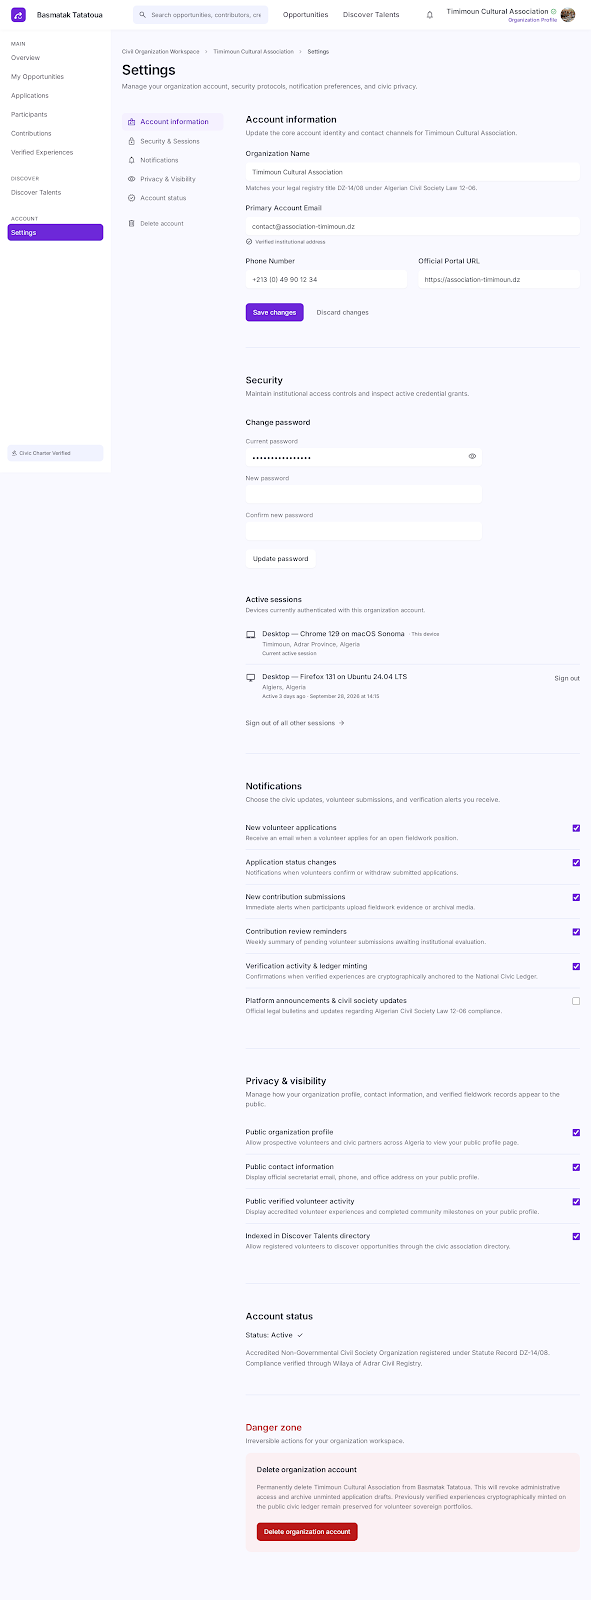 Basmatak Tatatoua
Search opportunities, contributors, civic
Opportunities
Discover Talents
Timimoun Cultural Association
Organization Profile
MAIN
Overview
My Opportunities
Applications
Participants
Contributions
Verified Experiences
DISCOVER
Discover Talents
ACCOUNT
Settings
Civic Charter Verified
Civil Organization Workspace › Timimoun Cultural Association › Settings
Settings
Manage your organization account, security protocols, notification preferences, and civic privacy.
Account information
Security & Sessions
Notifications
Privacy & Visibility
Account status
Delete account
Account information
Update the core account identity and contact channels for Timimoun Cultural Association.
Organization Name
Timimoun Cultural Association
Matches your legal registry title DZ-14/08 under Algerian Civil Society Law 12-06.
Primary Account Email
contact@association-timimoun.dz
Verified institutional address
Phone Number
+213 (0) 49 90 12 34
Official Portal URL
https://association-timimoun.dz
Save changes
Discard changes
Security
Maintain institutional access controls and inspect active credential grants.
Change password
Current password
••••••••••••••••
New password
Confirm new password
Update password
Active sessions
Devices currently authenticated with this organization account.
Desktop — Chrome 129 on macOS Sonoma · This device
Timimoun, Adrar Province, Algeria
Current active session
Desktop — Firefox 131 on Ubuntu 24.04 LTS
Sign out
Algiers, Algeria
Active 3 days ago · September 28, 2026 at 14:15
Sign out of all other sessions →
Notifications
Choose the civic updates, volunteer submissions, and verification alerts you receive.
New volunteer applications
Receive an email when a volunteer applies for an open fieldwork position.
Application status changes
Notifications when volunteers confirm or withdraw submitted applications.
New contribution submissions
Immediate alerts when participants upload fieldwork evidence or archival media.
Contribution review reminders
Weekly summary of pending volunteer submissions awaiting institutional evaluation.
Verification activity & ledger minting
Confirmations when verified experiences are cryptographically anchored to the National Civic Ledger.
Platform announcements & civil society updates
Official legal bulletins and updates regarding Algerian Civil Society Law 12-06 compliance.
Privacy & visibility
Manage how your organization profile, contact information, and verified fieldwork records appear to the
public.
Public organization profile
Allow prospective volunteers and civic partners across Algeria to view your public profile page.
Public contact information
Display official secretariat email, phone, and office address on your public profile.
Public verified volunteer activity
Display accredited volunteer experiences and completed community milestones on your public profile.
Indexed in Discover Talents directory
Allow registered volunteers to discover opportunities through the civic association directory.
Account status
Status: Active ✓
Accredited Non-Governmental Civil Society Organization registered under Statute Record DZ-14/08.
Compliance verified through Wilaya of Adrar Civil Registry.
Danger zone
Irreversible actions for your organization workspace.
Delete organization account
Permanently delete Timimoun Cultural Association from Basmatak Tatatoua. This will revoke administrative
access and archive unminted application drafts. Previously verified experiences cryptographically minted on
the public civic ledger remain preserved for volunteer sovereign portfolios.
Delete organization account